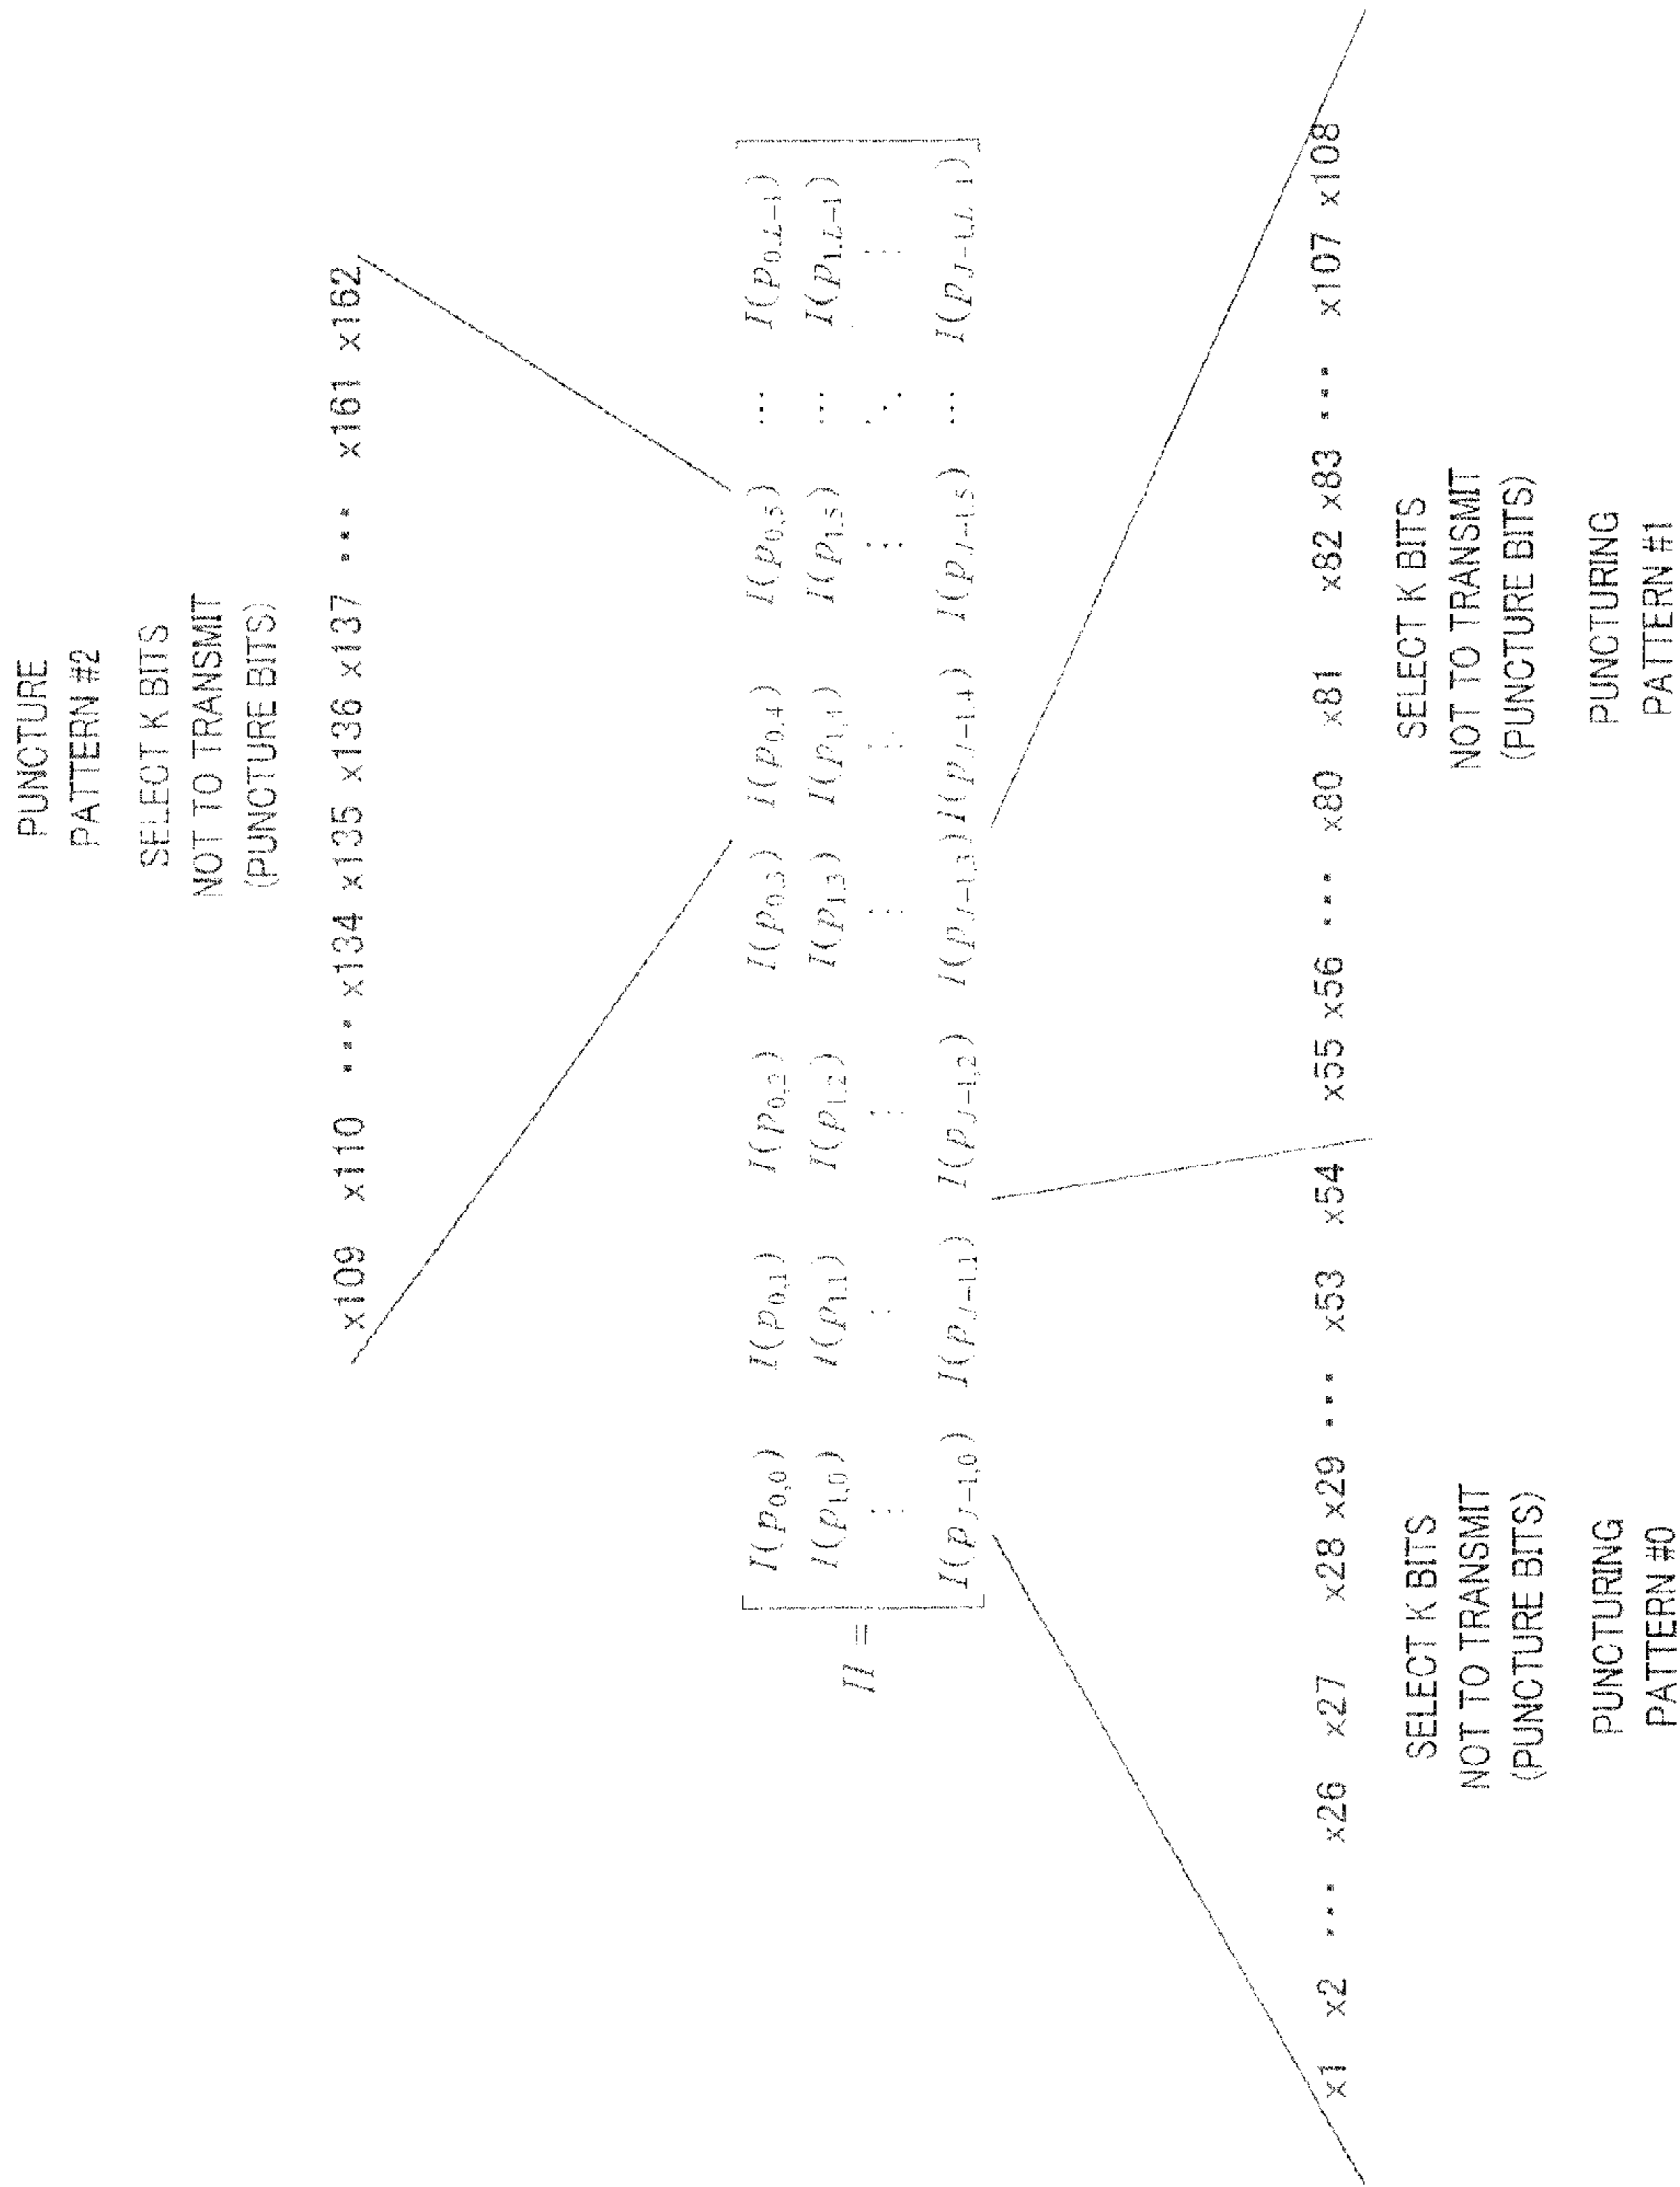 PUNCTURE
PATTERN #2
SELECT K BITS
NOT TO TRANSMIT
(PUNCTURE BITS)
x109 x110 ... x134 x135 x136 x137 ... x161 x162
I(p0,0) I(p0,1) I(p0,2) I(p0,3) I(p0,4) I(p0,5) ... I(p0,L-1)
I(p1,0) I(p1,1) I(p1,2) I(p1,3) I(p1,4) I(p1,5) ... I(p1,L-1)
H = ⋮ ⋮ ⋮ ⋮ ⋮ ⋮ ⋱ ⋮
I(pJ-1,0) I(pJ-1,1) I(pJ-1,2) I(pJ-1,3) I(pJ-1,4) I(pJ-1,5) ... I(pJ-1,L-1)
x1 x2 ... x26 x27 x28 x29 ... x53 x54 x55 x56 ... x80 x81 x82 x83 ... x107 x108
SELECT K BITS
NOT TO TRANSMIT
(PUNCTURE BITS)
PUNCTURING
PATTERN #0
SELECT K BITS
NOT TO TRANSMIT
(PUNCTURE BITS)
PUNCTURING
PATTERN #1